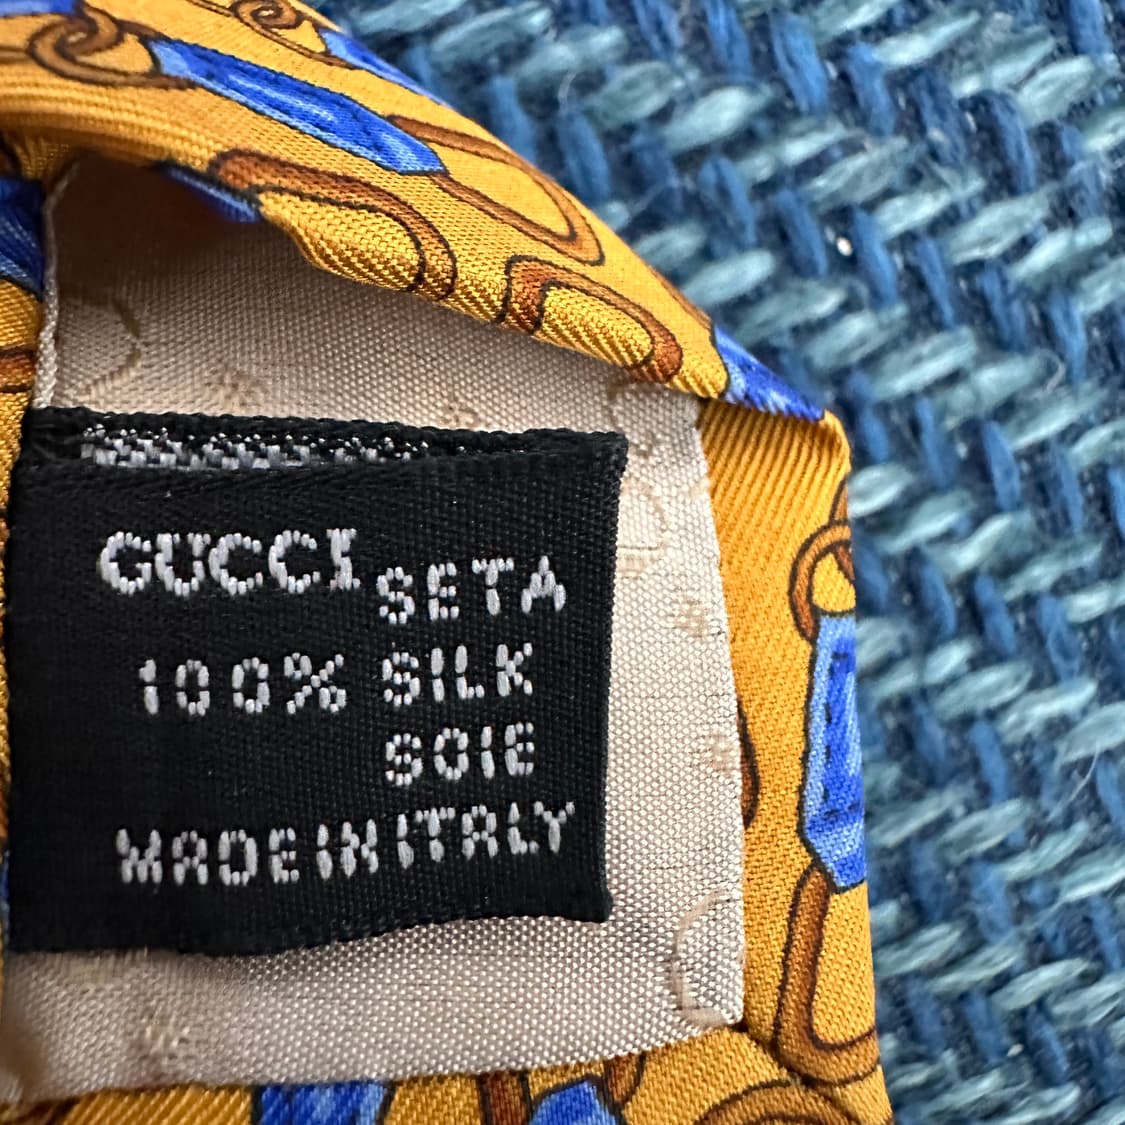 GUCCI SETA
100% SILK
SOIE
MADE IN ITALY